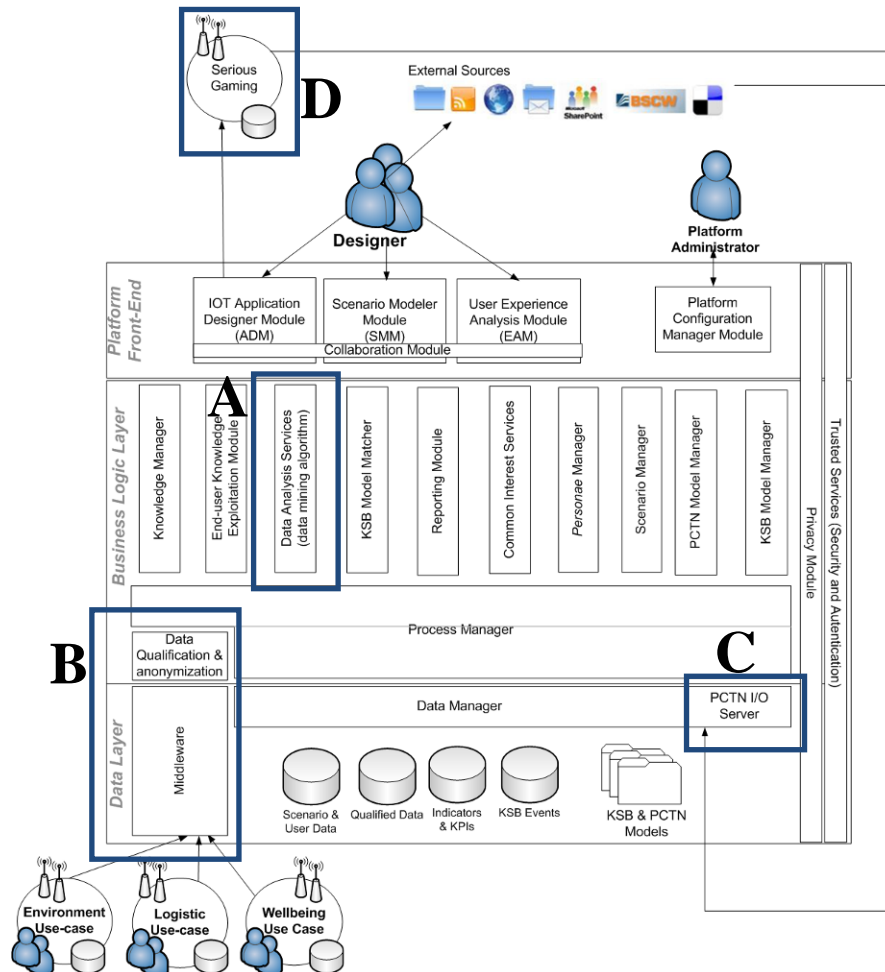 Serious
Gaming
D
External Sources
Microsoft
SharePoint
BSCW
Designer
Platform
Administrator
Platform
Front-End
IOT Application
Designer Module
(ADM)
Scenario Modeler
Module
(SMM)
User Experience
Analysis Module
(EAM)
Collaboration Module
Platform
Configuration
Manager Module
A
Business Logic Layer
Knowledge Manager
End-user Knowledge
Exploitation Module
Data Analysis Services
(data mining algorithm)
KSB Model Matcher
Reporting Module
Common Interest Services
Personae Manager
Scenario Manager
PCTN Model Manager
KSB Model Manager
Privacy Module
Trusted Services (Security and Autentication)
Process Manager
B
Data
Qualification &
anonymization
C
Data Layer
Middleware
Data Manager
PCTN I/O
Server
Scenario &
User Data
Qualified Data
Indicators
& KPIs
KSB Events
KSB & PCTN
Models
Environment
Use-case
Logistic
Use-case
Wellbeing
Use Case